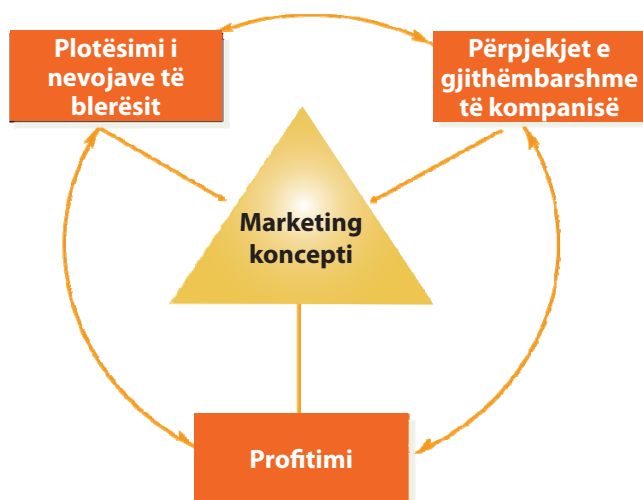 Plotësimi i
nevojave të
blerësit
Përpjekjet e
gjithëmbarshme
të kompanisë
Marketing
koncepti
Profitimi